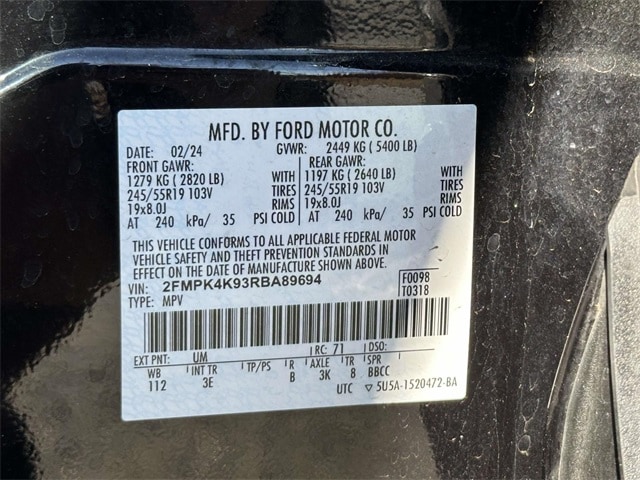 MFD. BY FORD MOTOR CO.
DATE: 02/24 GVWR: 2449 KG ( 5400 LB)
FRONT GAWR: REAR GAWR:
1279 KG ( 2820 LB) WITH 1197 KG ( 2640 LB) WITH
245/55R19 103V TIRES 245/55R19 103V TIRES
19x8.0J RIMS 19x8.0J RIMS
AT 240 kPa/ 35 PSI COLD AT 240 kPa/ 35 PSI COLD
THIS VEHICLE CONFORMS TO ALL APPLICABLE FEDERAL MOTOR
VEHICLE SAFETY AND THEFT PREVENTION STANDARDS IN EFFECT
ON THE DATE OF MANUFACTURE SHOWN ABOVE.
VIN: 2FMPK4K93RBA89694 F0098
TYPE: MPV T0318
EXT PNT: UM RC: 71 DSO:
WB INT TR TP/PS R AXLE TR SPR
112 3E B 3K 8 BBCC
UTC ▽ 5U5A-1520472-BA